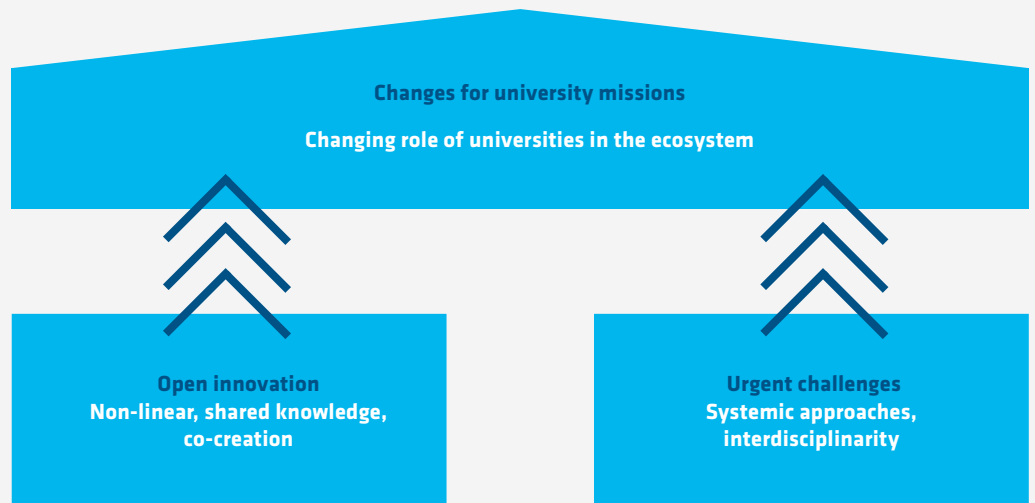 Changes for university missions
Changing role of universities in the ecosystem
Open innovation
Non-linear, shared knowledge,
co-creation
Urgent challenges
Systemic approaches,
interdisciplinarity